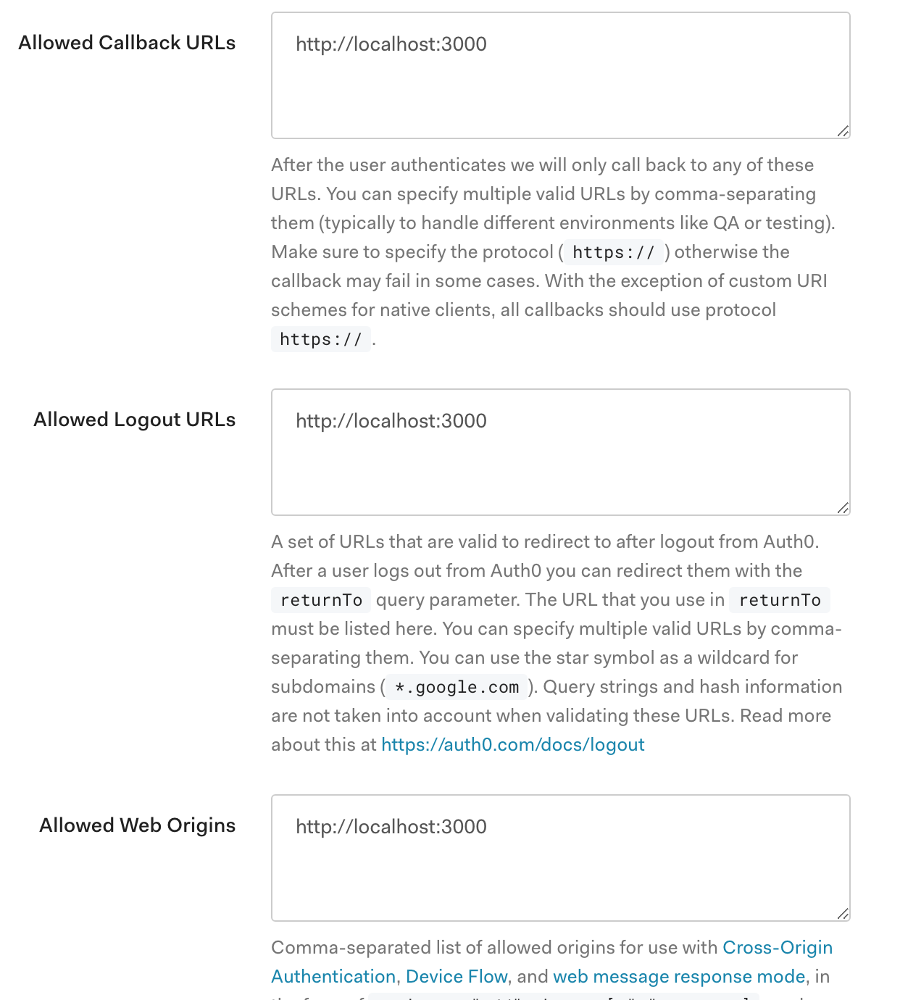 Allowed Callback URLs
http://localhost:3000
After the user authenticates we will only call back to any of these
URLs. You can specify multiple valid URLs by comma-separating
them (typically to handle different environments like QA or testing).
Make sure to specify the protocol ( https:// ) otherwise the
callback may fail in some cases. With the exception of custom URI
schemes for native clients, all callbacks should use protocol
https:// .
Allowed Logout URLs
http://localhost:3000
A set of URLs that are valid to redirect to after logout from Auth0.
After a user logs out from Auth0 you can redirect them with the
returnTo query parameter. The URL that you use in returnTo
must be listed here. You can specify multiple valid URLs by comma-
separating them. You can use the star symbol as a wildcard for
subdomains ( *.google.com ). Query strings and hash information
are not taken into account when validating these URLs. Read more
about this at https://auth0.com/docs/logout
Allowed Web Origins
http://localhost:3000
Comma-separated list of allowed origins for use with Cross-Origin
Authentication, Device Flow, and web message response mode, in